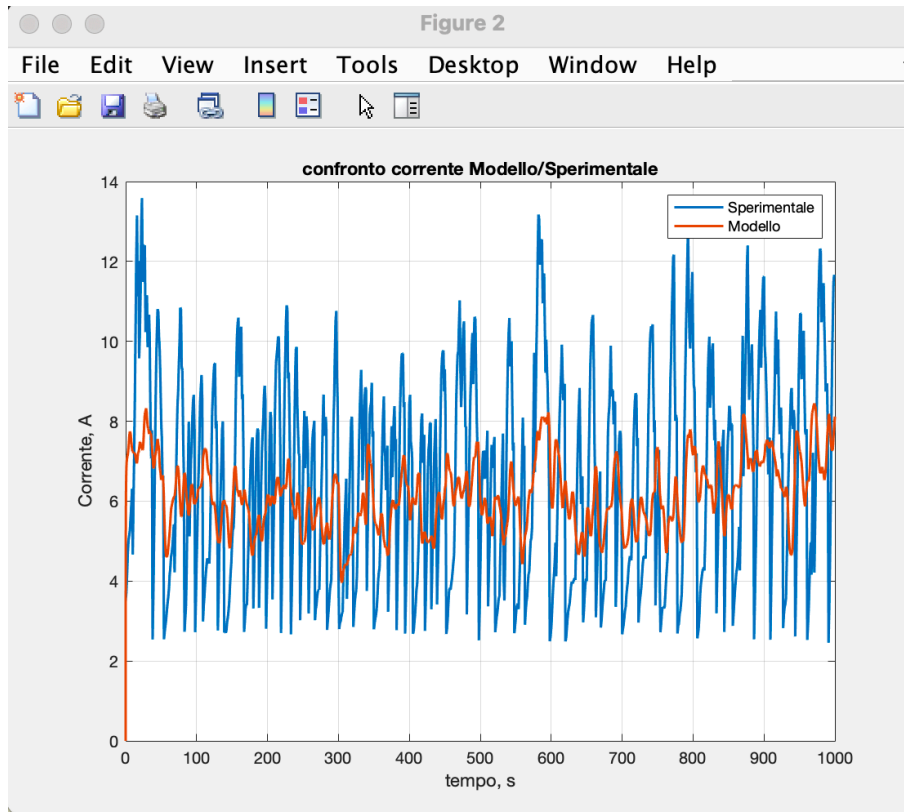 Figure 2
File Edit View Insert Tools Desktop Window Help
confronto corrente Modello/Sperimentale
Sperimentale
Modello
Corrente, A
14
12
10
8
6
4
2
0
0 100 200 300 400 500 600 700 800 900 1000
tempo, s